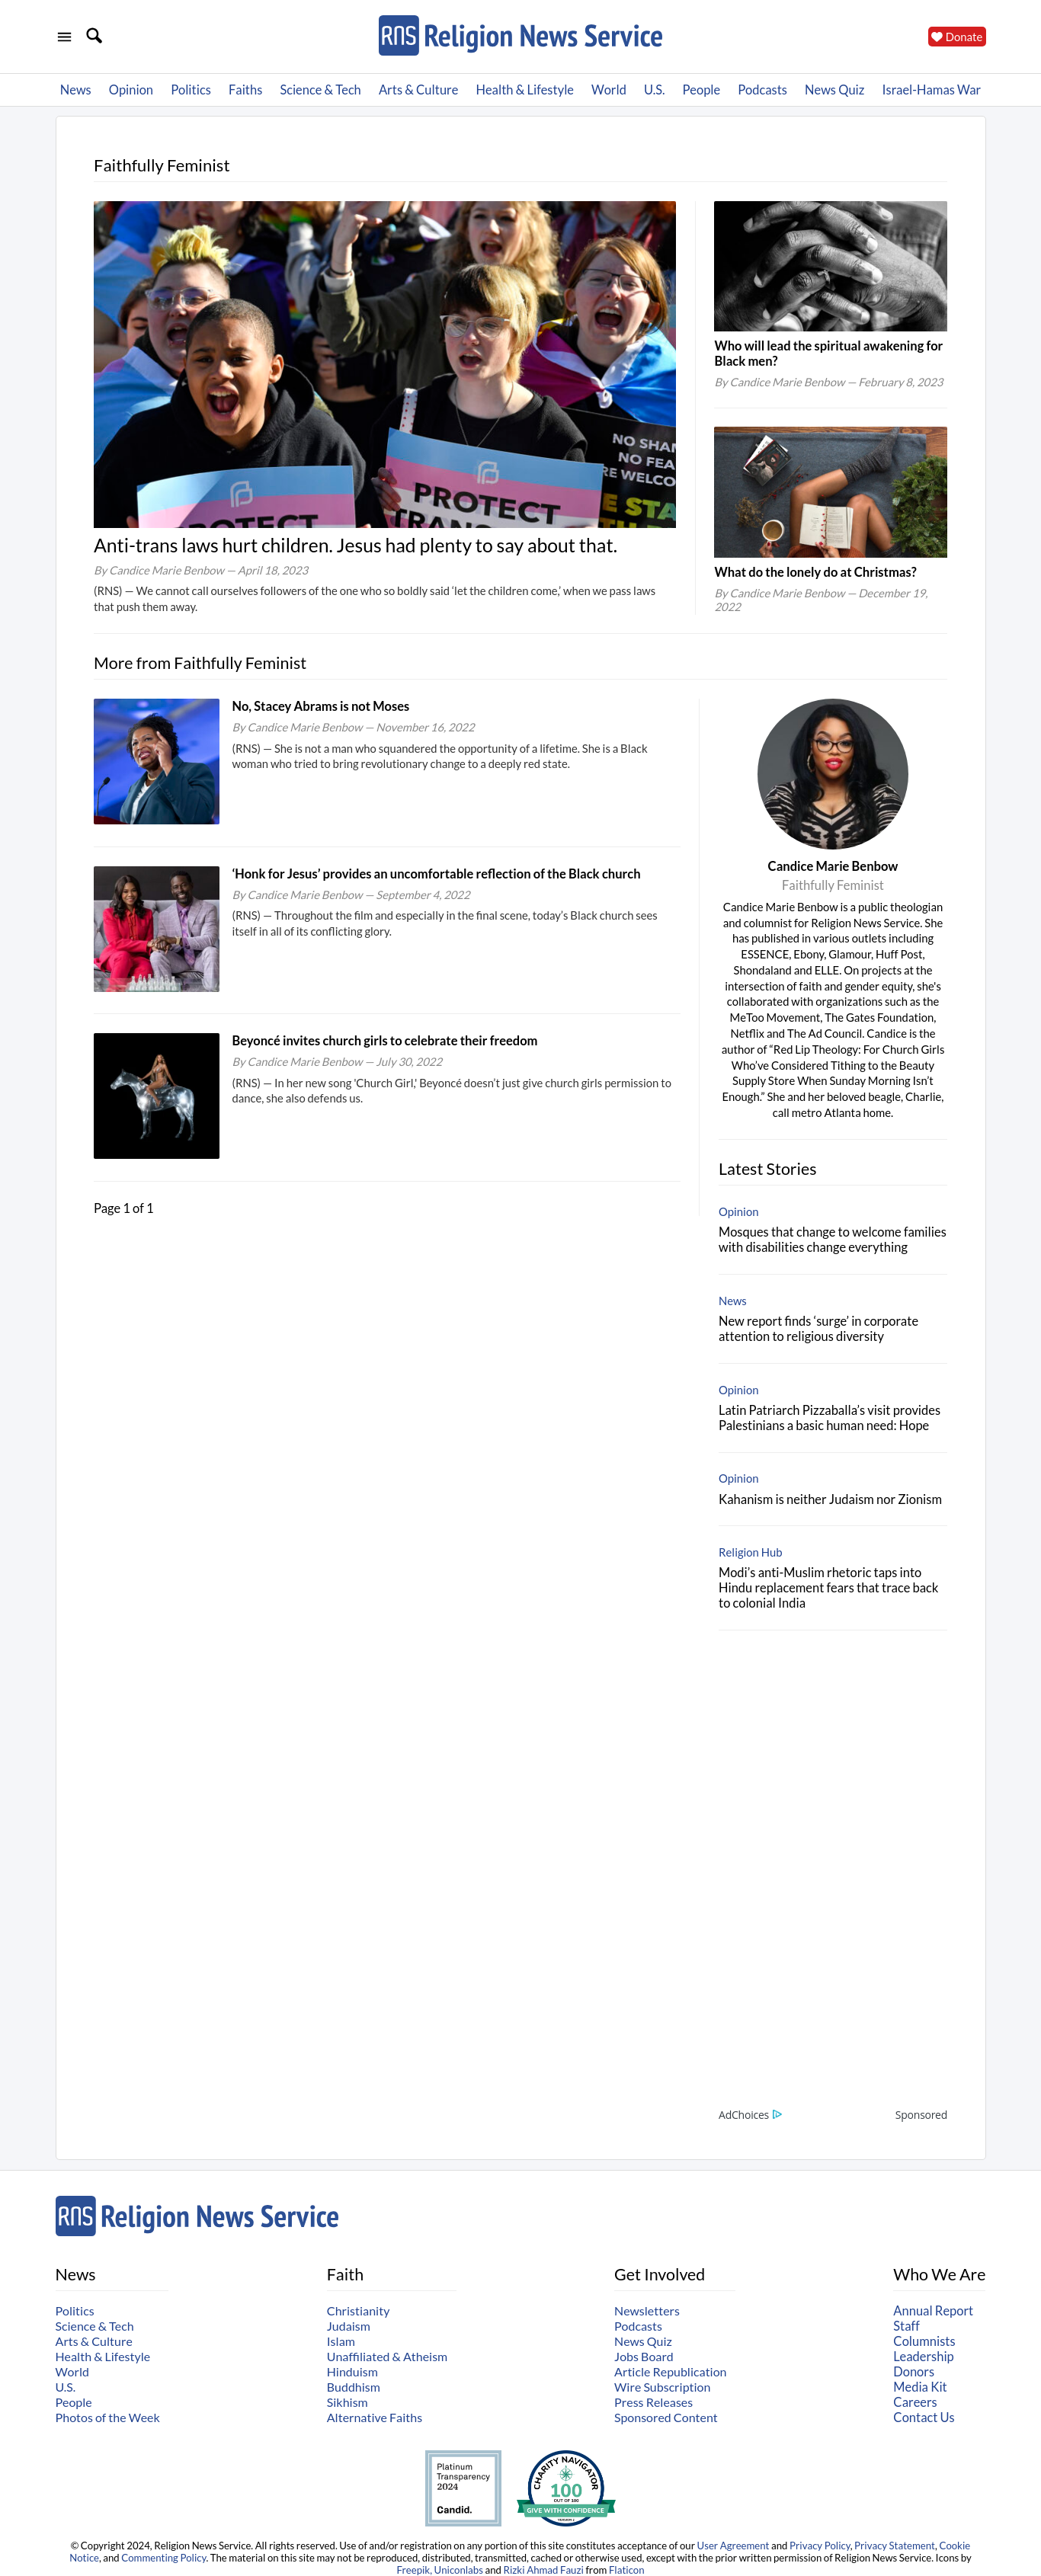 RNS Religion News Service
Donate
News Opinion Politics Faiths Science & Tech Arts & Culture Health & Lifestyle World U.S. People Podcasts News Quiz Israel-Hamas War
Faithfully Feminist
PROTECT
TRANS
PROTECT
TRANS
NO SHAM
NO FEA
RE WELCO
STA
Anti-trans laws hurt children. Jesus had plenty to say about that.
By Candice Marie Benbow — April 18, 2023
(RNS) — We cannot call ourselves followers of the one who so boldly said ‘let the children come,’ when we pass laws
that push them away.
Who will lead the spiritual awakening for
Black men?
By Candice Marie Benbow — February 8, 2023
What do the lonely do at Christmas?
By Candice Marie Benbow — December 19,
2022
More from Faithfully Feminist
No, Stacey Abrams is not Moses
By Candice Marie Benbow — November 16, 2022
(RNS) — She is not a man who squandered the opportunity of a lifetime. She is a Black
woman who tried to bring revolutionary change to a deeply red state.
‘Honk for Jesus’ provides an uncomfortable reflection of the Black church
By Candice Marie Benbow — September 4, 2022
(RNS) — Throughout the film and especially in the final scene, today’s Black church sees
itself in all of its conflicting glory.
Beyoncé invites church girls to celebrate their freedom
By Candice Marie Benbow — July 30, 2022
(RNS) — In her new song 'Church Girl,' Beyoncé doesn’t just give church girls permission to
dance, she also defends us.
Page 1 of 1
Candice Marie Benbow
Faithfully Feminist
Candice Marie Benbow is a public theologian
and columnist for Religion News Service. She
has published in various outlets including
ESSENCE, Ebony, Glamour, Huff Post,
Shondaland and ELLE. On projects at the
intersection of faith and gender equity, she's
collaborated with organizations such as the
MeToo Movement, The Gates Foundation,
Netflix and The Ad Council. Candice is the
author of “Red Lip Theology: For Church Girls
Who’ve Considered Tithing to the Beauty
Supply Store When Sunday Morning Isn’t
Enough.” She and her beloved beagle, Charlie,
call metro Atlanta home.
Latest Stories
Opinion
Mosques that change to welcome families
with disabilities change everything
News
New report finds ‘surge’ in corporate
attention to religious diversity
Opinion
Latin Patriarch Pizzaballa’s visit provides
Palestinians a basic human need: Hope
Opinion
Kahanism is neither Judaism nor Zionism
Religion Hub
Modi’s anti-Muslim rhetoric taps into
Hindu replacement fears that trace back
to colonial India
AdChoices Sponsored
RNS Religion News Service
News
Politics
Science & Tech
Arts & Culture
Health & Lifestyle
World
U.S.
People
Photos of the Week
Faith
Christianity
Judaism
Islam
Unaffiliated & Atheism
Hinduism
Buddhism
Sikhism
Alternative Faiths
Get Involved
Newsletters
Podcasts
News Quiz
Jobs Board
Article Republication
Wire Subscription
Press Releases
Sponsored Content
Who We Are
Annual Report
Staff
Columnists
Leadership
Donors
Media Kit
Careers
Contact Us
Platinum
Transparency
2024
Candid.
CHARITY NAVIGATOR
100
OUT OF 100
GIVE WITH CONFIDENCE
© Copyright 2024, Religion News Service. All rights reserved. Use of and/or registration on any portion of this site constitutes acceptance of our User Agreement and Privacy Policy, Privacy Statement, Cookie
Notice, and Commenting Policy. The material on this site may not be reproduced, distributed, transmitted, cached or otherwise used, except with the prior written permission of Religion News Service. Icons by
Freepik, Uniconlabs and Rizki Ahmad Fauzi from Flaticon